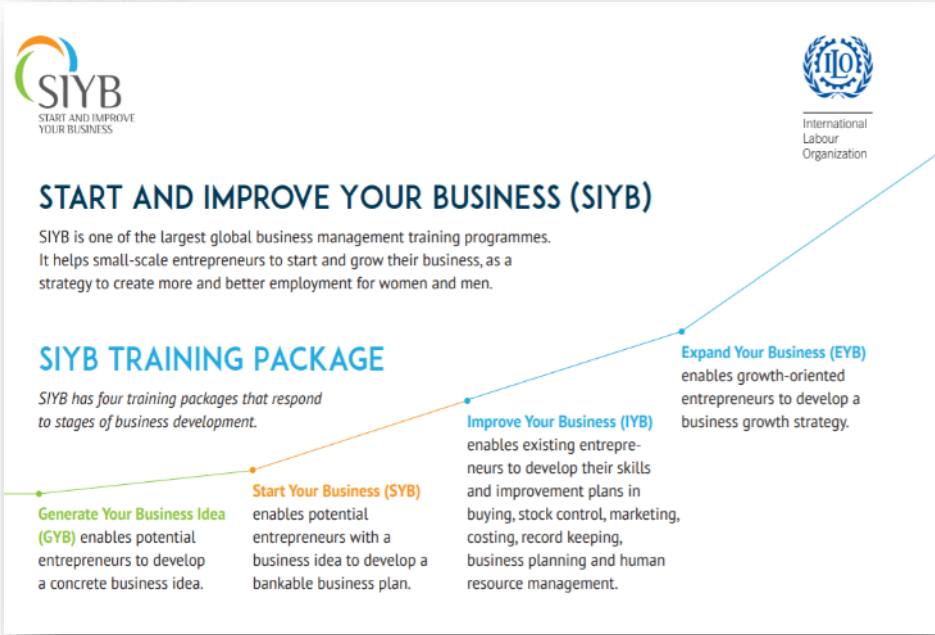 SIYB
START AND IMPROVE
YOUR BUSINESS
ILO
International
Labour
Organization
START AND IMPROVE YOUR BUSINESS (SIYB)
SIYB is one of the largest global business management training programmes.
It helps small-scale entrepreneurs to start and grow their business, as a
strategy to create more and better employment for women and men.
SIYB TRAINING PACKAGE
SIYB has four training packages that respond
to stages of business development.
Generate Your Business Idea
(GYB) enables potential
entrepreneurs to develop
a concrete business idea.
Start Your Business (SYB)
enables potential
entrepreneurs with a
business idea to develop a
bankable business plan.
Improve Your Business (IYB)
enables existing entrepre-
neurs to develop their skills
and improvement plans in
buying, stock control, marketing,
costing, record keeping,
business planning and human
resource management.
Expand Your Business (EYB)
enables growth-oriented
entrepreneurs to develop a
business growth strategy.